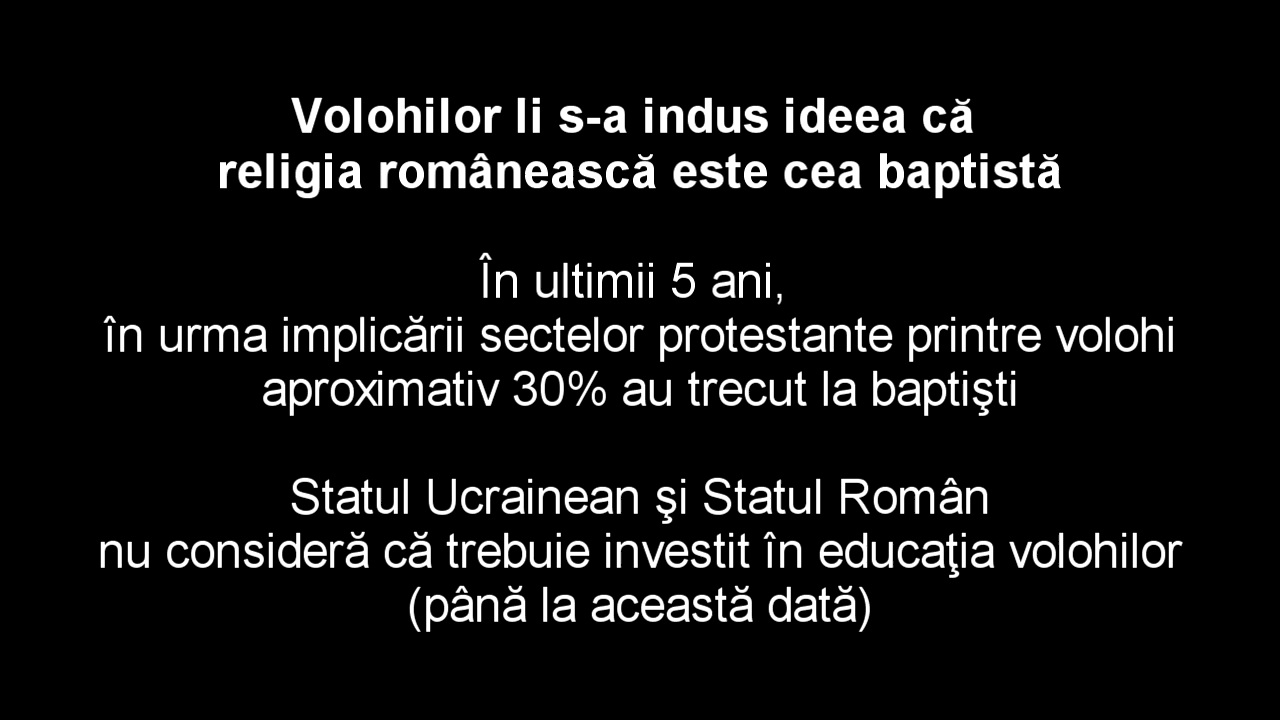 Volohilor li s-a indus ideea că
religia românească este cea baptistă
În ultimii 5 ani,
în urma implicării sectelor protestante printre volohi
aproximativ 30% au trecut la baptişti
Statul Ucrainean şi Statul Român
nu consideră că trebuie investit în educaţia volohilor
(până la această dată)